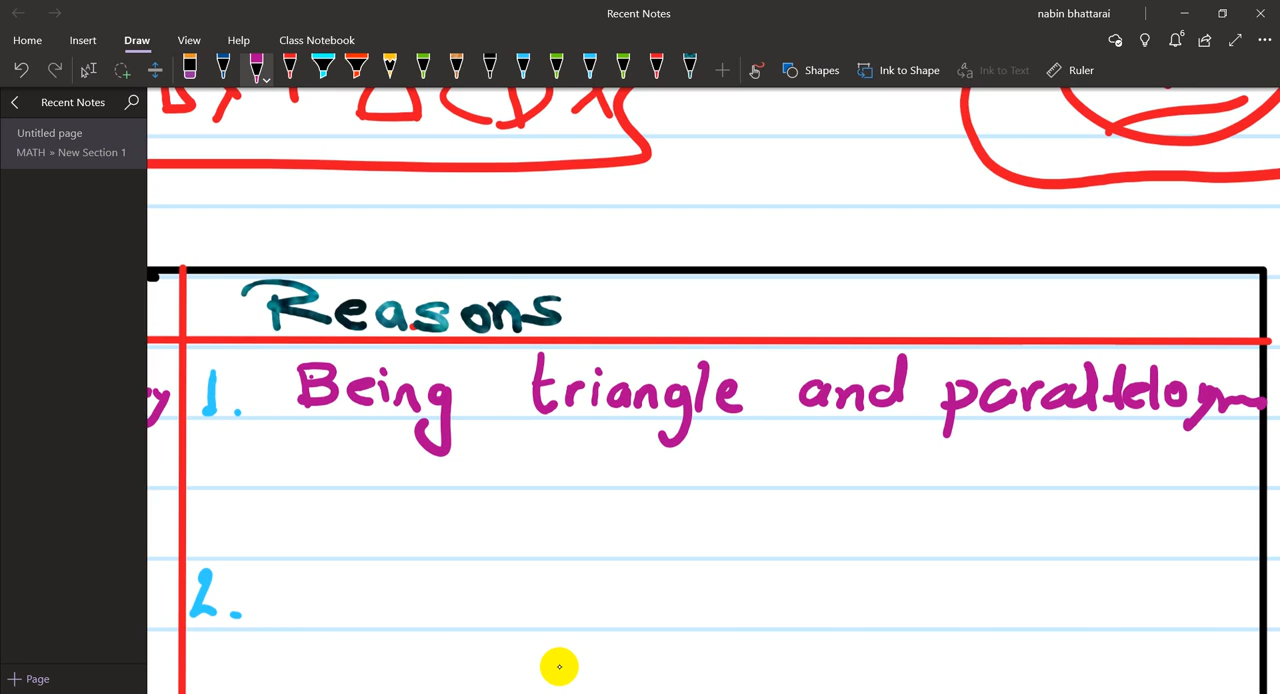 Recent Notes
nabin bhattarai
Home Insert Draw View Help Class Notebook
6
Shapes Ink to Shape Ink to Text Ruler
Recent Notes
Untitled page
MATH » New Section 1
Reasons
1. Being triangle and parallelogram
2.
Page